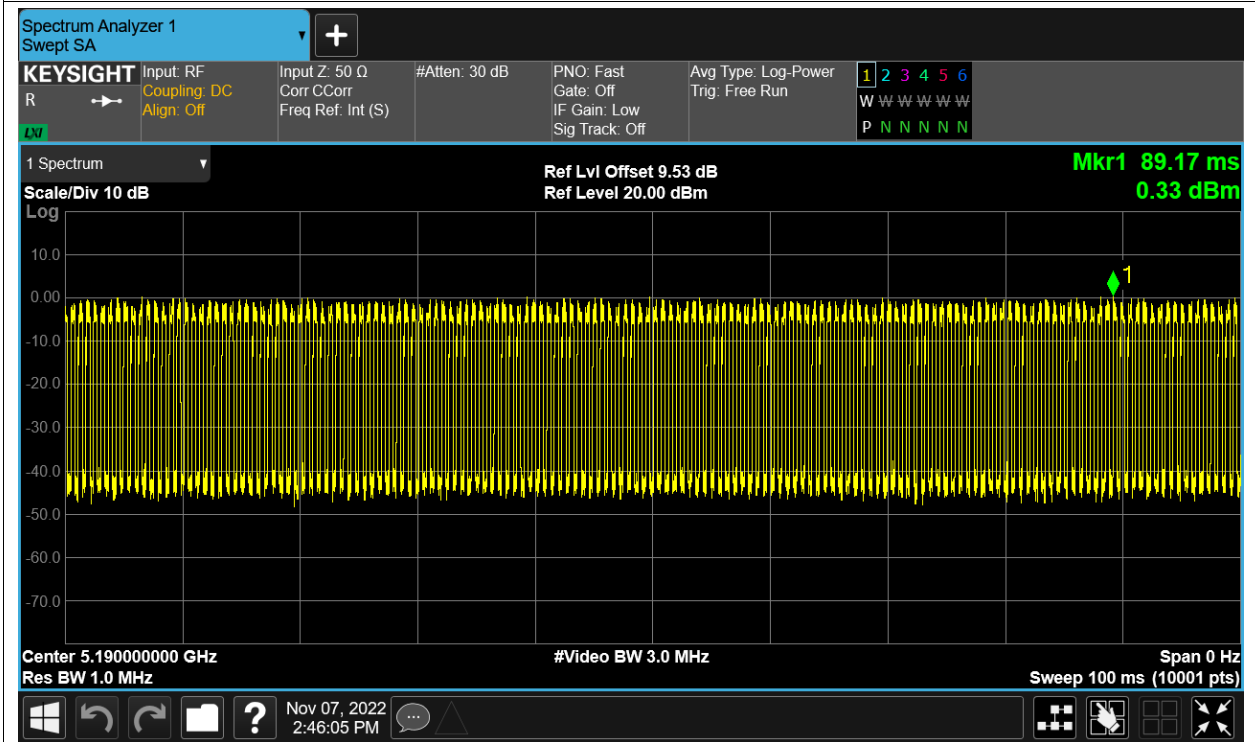 Spectrum Analyzer 1
Swept SA
+
KEYSIGHT
R
LXI
Input: RF
Coupling: DC
Align: Off
Input Z: 50 Ω
Corr CCorr
Freq Ref: Int (S)
#Atten: 30 dB
PNO: Fast
Gate: Off
IF Gain: Low
Sig Track: Off
Avg Type: Log-Power
Trig: Free Run
1 2 3 4 5 6
W W W W W W
P N N N N N
1 Spectrum
Scale/Div 10 dB
Log
Ref Lvl Offset 9.53 dB
Ref Level 20.00 dBm
Mkr1 89.17 ms
0.33 dBm
1
10.0
0.00
-10.0
-20.0
-30.0
-40.0
-50.0
-60.0
-70.0
Center 5.190000000 GHz
Res BW 1.0 MHz
#Video BW 3.0 MHz
Span 0 Hz
Sweep 100 ms (10001 pts)
?
Nov 07, 2022
2:46:05 PM